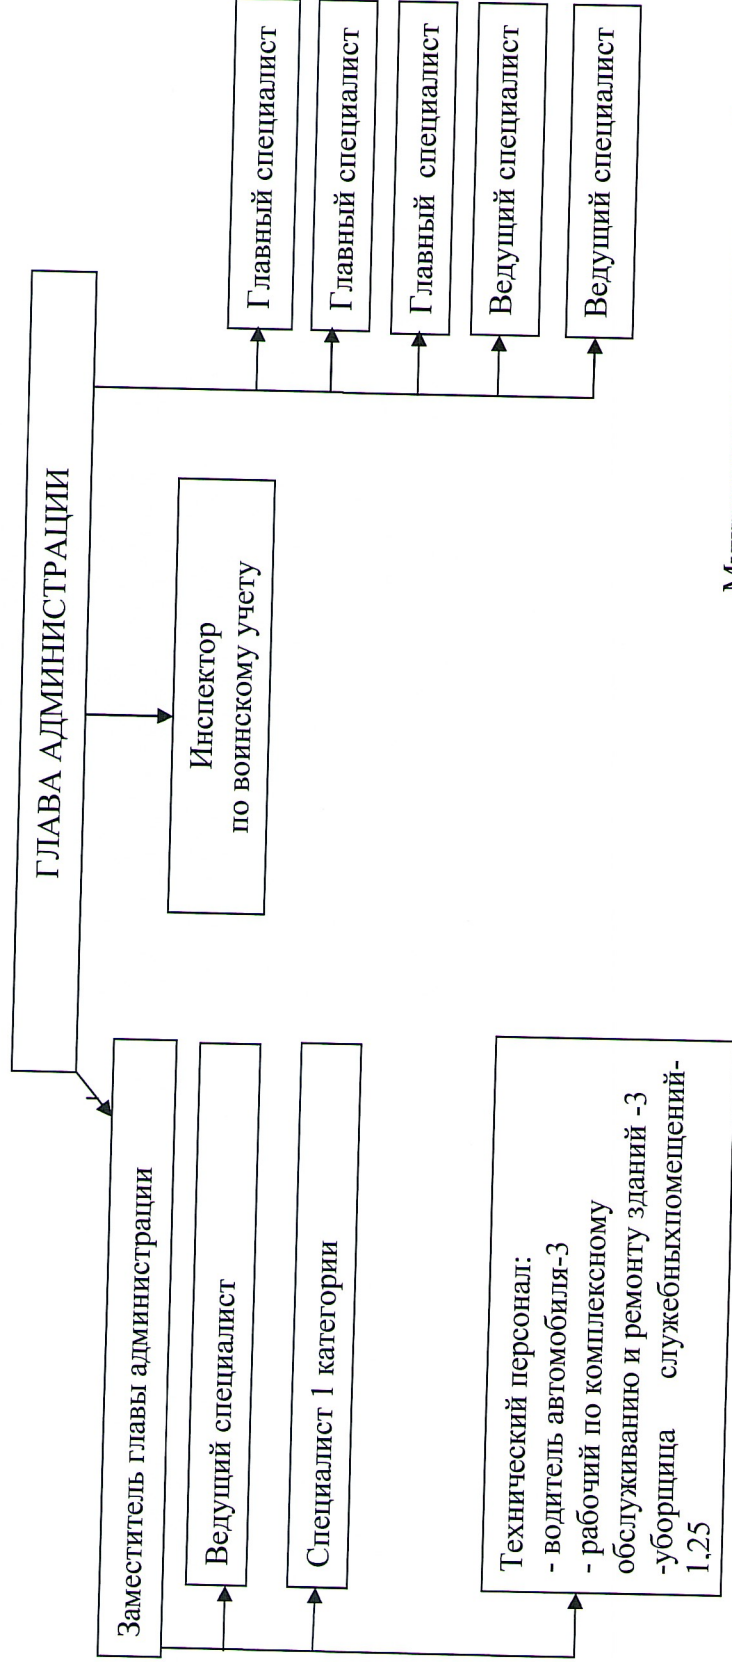 ГЛАВА АДМИНИСТРАЦИИ
Заместитель главы администрации
Ведущий специалист
Специалист 1 категории
Технический персонал:
- водитель автомобиля-3
- рабочий по комплексному
обслуживанию и ремонту зданий -3
-уборщица служебныхпомещений-
1,25
Инспектор
по воинскому учету
Главный специалист
Главный специалист
Главный специалист
Ведущий специалист
Ведущий специалист